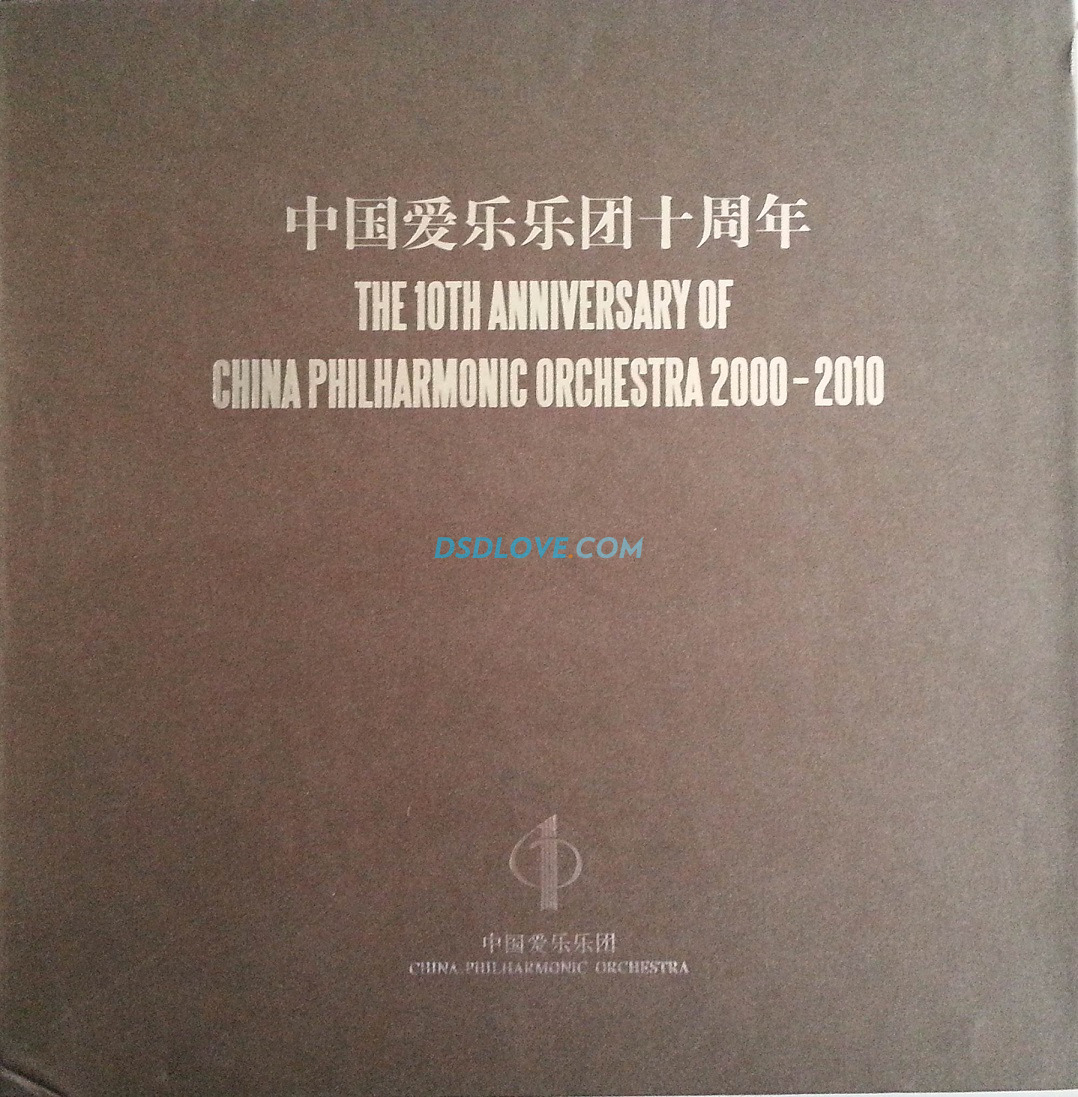 中国爱乐乐团十周年
THE 10TH ANNIVERSARY OF
CHINA PHILHARMONIC ORCHESTRA 2000-2010
DSDLOVE.COM
中国爱乐乐团
CHINA PHILHARMONIC ORCHESTRA